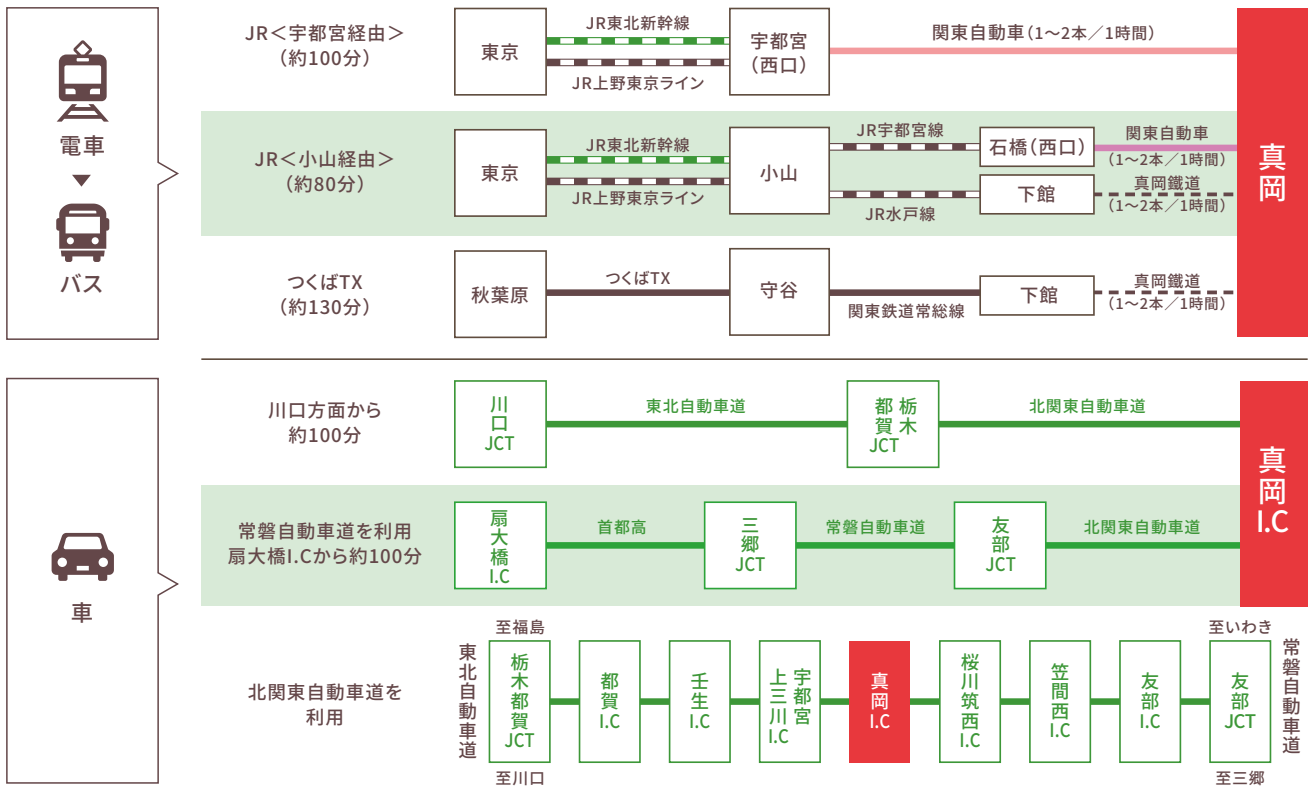 電車
バス
JR＜宇都宮経由＞
（約100分）
東京
JR東北新幹線
JR上野東京ライン
宇都宮
（西口）
関東自動車（1〜2本／1時間）
JR＜小山経由＞
（約80分）
東京
JR東北新幹線
JR上野東京ライン
小山
JR宇都宮線
石橋（西口）
関東自動車
（1〜2本／1時間）
JR水戸線
下館
真岡鐵道
（1〜2本／1時間）
つくばTX
（約130分）
秋葉原
つくばTX
守谷
関東鉄道常総線
下館
真岡鐵道
（1〜2本／1時間）
真岡
車
川口方面から
約100分
川口
JCT
東北自動車道
栃木
都賀
JCT
北関東自動車道
常磐自動車道を利用
扇大橋I.Cから約100分
扇大橋
I.C
首都高
三郷
JCT
常磐自動車道
友部
JCT
北関東自動車道
真岡
I.C
北関東自動車道を
利用
東北自動車道
至福島
栃木都賀
JCT
至川口
都賀
I.C
壬生
I.C
宇都宮
上三川
I.C
真岡
I.C
桜川筑西
I.C
笠間西
I.C
友部
I.C
至いわき
友部
JCT
至三郷
常磐自動車道